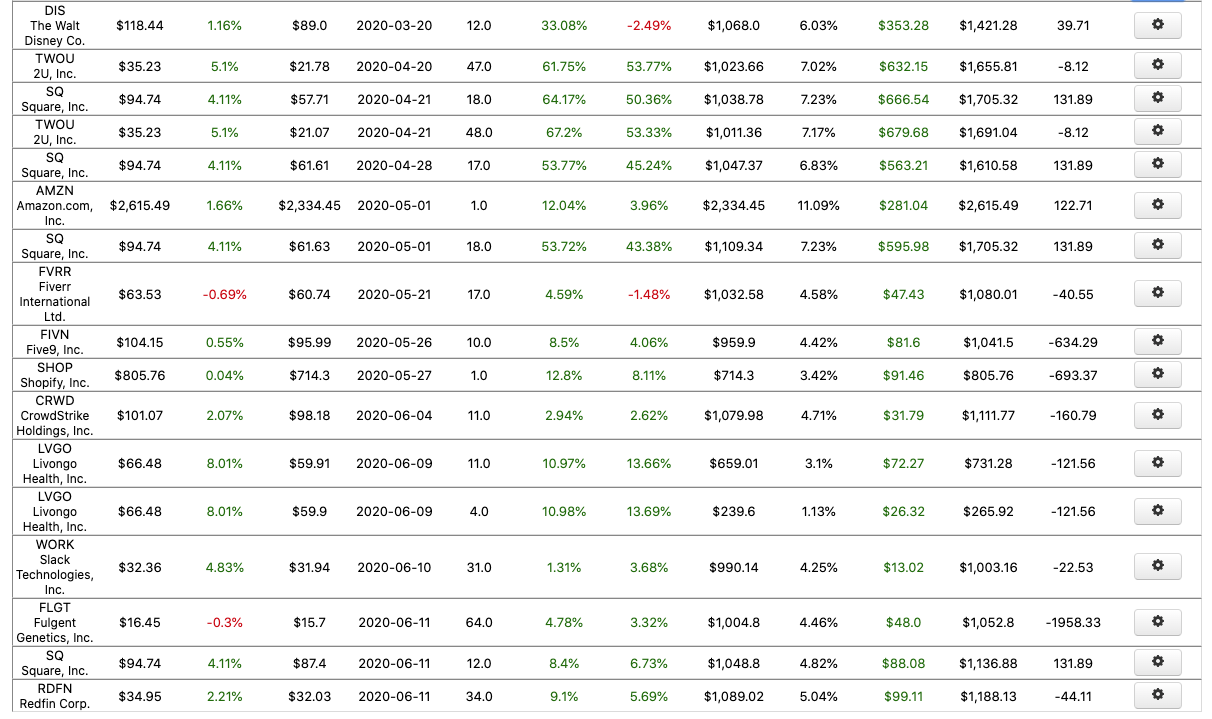 DIS
The Walt
Disney Co. $118.44 1.16% $89.0 2020-03-20 12.0 33.08% -2.49% $1,068.0 6.03% $353.28 $1,421.28 39.71
TWOU
2U, Inc. $35.23 5.1% $21.78 2020-04-20 47.0 61.75% 53.77% $1,023.66 7.02% $632.15 $1,655.81 -8.12
SQ
Square, Inc. $94.74 4.11% $57.71 2020-04-21 18.0 64.17% 50.36% $1,038.78 7.23% $666.54 $1,705.32 131.89
TWOU
2U, Inc. $35.23 5.1% $21.07 2020-04-21 48.0 67.2% 53.33% $1,011.36 7.17% $679.68 $1,691.04 -8.12
SQ
Square, Inc. $94.74 4.11% $61.61 2020-04-28 17.0 53.77% 45.24% $1,047.37 6.83% $563.21 $1,610.58 131.89
AMZN
Amazon.com,
Inc. $2,615.49 1.66% $2,334.45 2020-05-01 1.0 12.04% 3.96% $2,334.45 11.09% $281.04 $2,615.49 122.71
SQ
Square, Inc. $94.74 4.11% $61.63 2020-05-01 18.0 53.72% 43.38% $1,109.34 7.23% $595.98 $1,705.32 131.89
FVRR
Fiverr
International
Ltd. $63.53 -0.69% $60.74 2020-05-21 17.0 4.59% -1.48% $1,032.58 4.58% $47.43 $1,080.01 -40.55
FIVN
Five9, Inc. $104.15 0.55% $95.99 2020-05-26 10.0 8.5% 4.06% $959.9 4.42% $81.6 $1,041.5 -634.29
SHOP
Shopify, Inc. $805.76 0.04% $714.3 2020-05-27 1.0 12.8% 8.11% $714.3 3.42% $91.46 $805.76 -693.37
CRWD
CrowdStrike
Holdings, Inc. $101.07 2.07% $98.18 2020-06-04 11.0 2.94% 2.62% $1,079.98 4.71% $31.79 $1,111.77 -160.79
LVGO
Livongo
Health, Inc. $66.48 8.01% $59.91 2020-06-09 11.0 10.97% 13.66% $659.01 3.1% $72.27 $731.28 -121.56
LVGO
Livongo
Health, Inc. $66.48 8.01% $59.9 2020-06-09 4.0 10.98% 13.69% $239.6 1.13% $26.32 $265.92 -121.56
WORK
Slack
Technologies,
Inc. $32.36 4.83% $31.94 2020-06-10 31.0 1.31% 3.68% $990.14 4.25% $13.02 $1,003.16 -22.53
FLGT
Fulgent
Genetics, Inc. $16.45 -0.3% $15.7 2020-06-11 64.0 4.78% 3.32% $1,004.8 4.46% $48.0 $1,052.8 -1958.33
SQ
Square, Inc. $94.74 4.11% $87.4 2020-06-11 12.0 8.4% 6.73% $1,048.8 4.82% $88.08 $1,136.88 131.89
RDFN
Redfin Corp. $34.95 2.21% $32.03 2020-06-11 34.0 9.1% 5.69% $1,089.02 5.04% $99.11 $1,188.13 -44.11